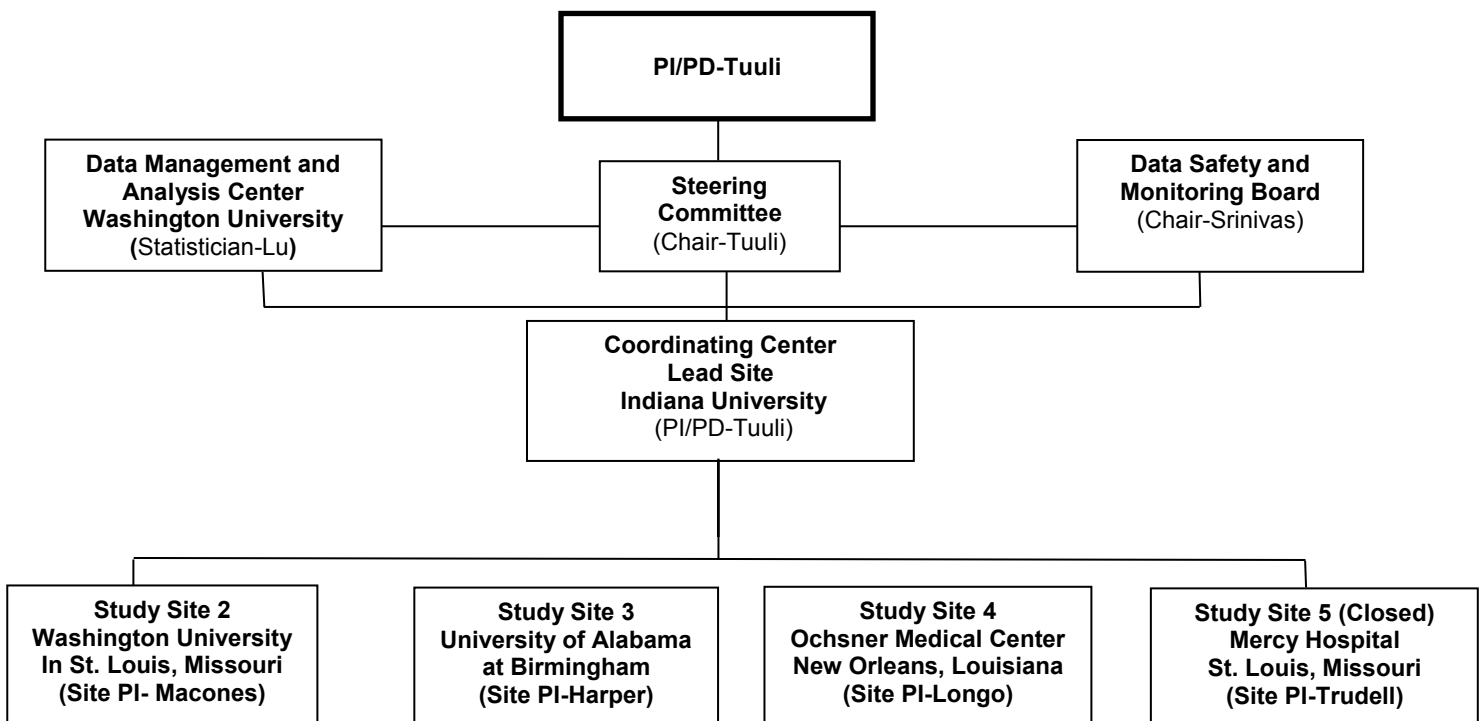 PI/PD-Tuuli
Data Management and
Analysis Center
Washington University
(Statistician-Lu)
Steering
Committee
(Chair-Tuuli)
Data Safety and
Monitoring Board
(Chair-Srinivas)
Coordinating Center
Lead Site
Indiana University
(PI/PD-Tuuli)
Study Site 2
Washington University
In St. Louis, Missouri
(Site PI- Macones)
Study Site 3
University of Alabama
at Birmingham
(Site PI-Harper)
Study Site 4
Ochsner Medical Center
New Orleans, Louisiana
(Site PI-Longo)
Study Site 5 (Closed)
Mercy Hospital
St. Louis, Missouri
(Site PI-Trudell)